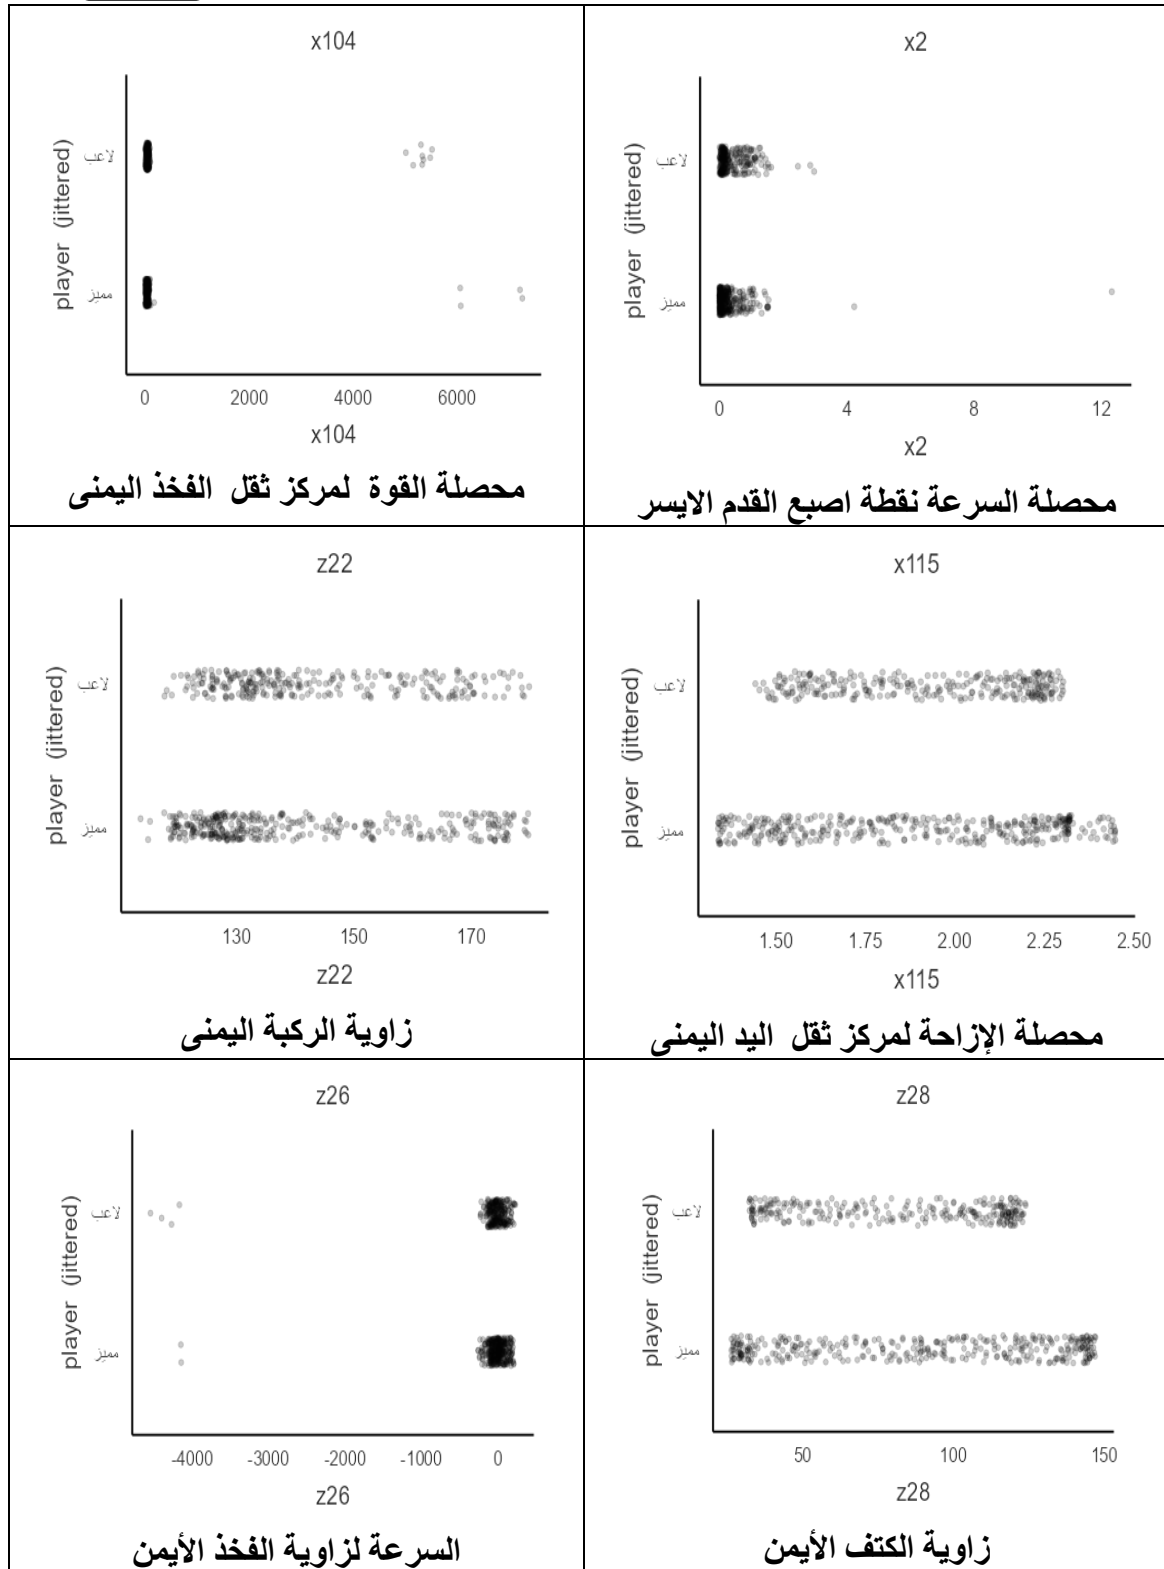 x104
player (jittered)
لاعب
مميز
0 2000 4000 6000
x104
محصلة القوة لمركز ثقل الفخذ اليمنى
x2
player (jittered)
لاعب
مميز
0 4 8 12
x2
محصلة السرعة نقطة اصبع القدم الايسر
z22
player (jittered)
لاعب
مميز
130 150 170
z22
زاوية الركبة اليمنى
x115
player (jittered)
لاعب
مميز
1.50 1.75 2.00 2.25 2.50
x115
محصلة الإزاحة لمركز ثقل اليد اليمنى
z26
player (jittered)
لاعب
مميز
-4000 -3000 -2000 -1000 0
z26
السرعة لزاوية الفخذ الأيمن
z28
player (jittered)
لاعب
مميز
50 100 150
z28
زاوية الكتف الأيمن